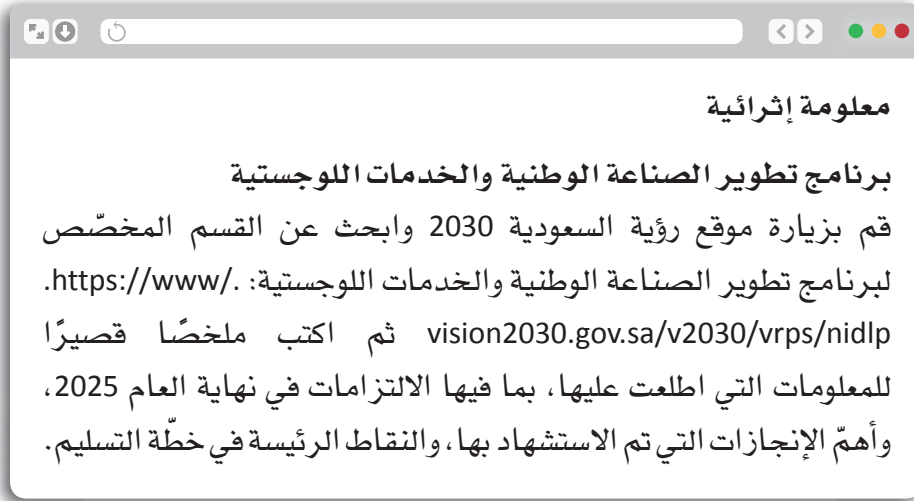 معلومة إثرائية
برنامج تطوير الصناعة الوطنية والخدمات اللوجستية
قم بزيارة موقع رؤية السعودية 2030 وابحث عن القسم المخصّص
لبرنامج تطوير الصناعة الوطنية والخدمات اللوجستية: https://www/.‎.
vision2030.gov.sa/v2030/vrps/nidlp ثم اكتب ملخصًا قصيرًا
للمعلومات التي اطلعت عليها، بما فيها الالتزامات في نهاية العام 2025،
وأهمّ الإنجازات التي تم الاستشهاد بها، والنقاط الرئيسة في خطّة التسليم.